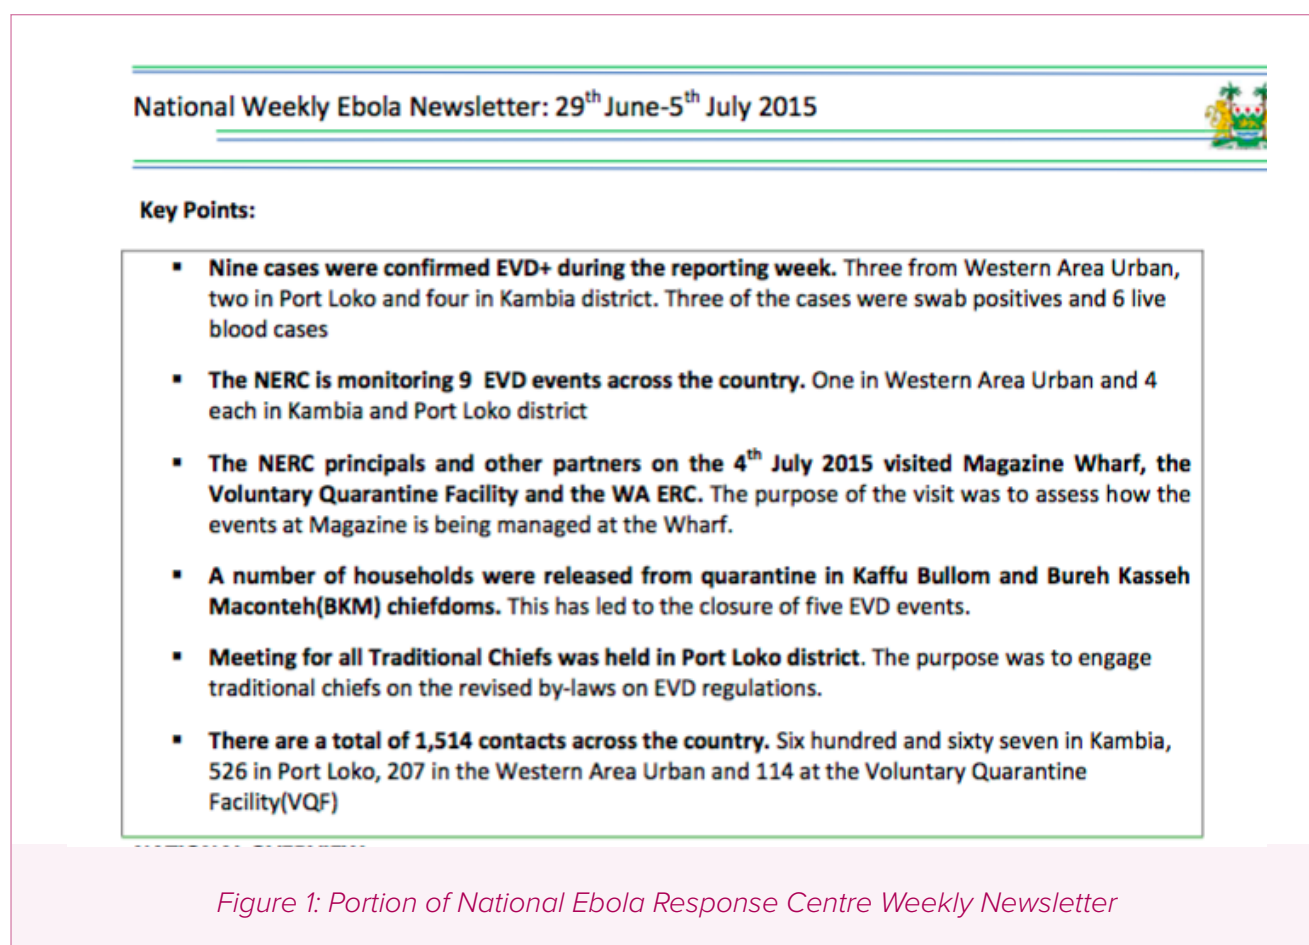 National Weekly Ebola Newsletter: 29th June-5th July 2015
Key Points:
▪ Nine cases were confirmed EVD+ during the reporting week. Three from Western Area Urban,
two in Port Loko and four in Kambia district. Three of the cases were swab positives and 6 live
blood cases
▪ The NERC is monitoring 9 EVD events across the country. One in Western Area Urban and 4
each in Kambia and Port Loko district
▪ The NERC principals and other partners on the 4th July 2015 visited Magazine Wharf, the
Voluntary Quarantine Facility and the WA ERC. The purpose of the visit was to assess how the
events at Magazine is being managed at the Wharf.
▪ A number of households were released from quarantine in Kaffu Bullom and Bureh Kasseh
Maconteh(BKM) chiefdoms. This has led to the closure of five EVD events.
▪ Meeting for all Traditional Chiefs was held in Port Loko district. The purpose was to engage
traditional chiefs on the revised by-laws on EVD regulations.
▪ There are a total of 1,514 contacts across the country. Six hundred and sixty seven in Kambia,
526 in Port Loko, 207 in the Western Area Urban and 114 at the Voluntary Quarantine
Facility(VQF)
Figure 1: Portion of National Ebola Response Centre Weekly Newsletter